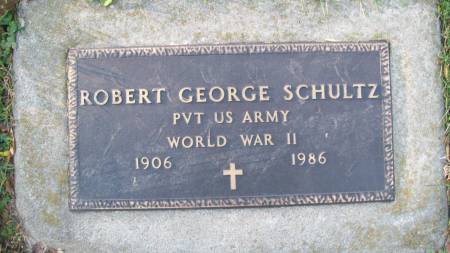 ROBERT GEORGE SCHULTZ
PVT US ARMY
WORLD WAR II
1906 1986